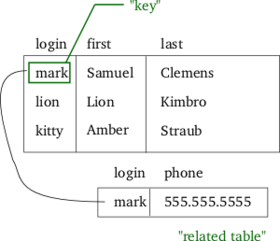 "key"
login first last
mark Samuel Clemens
lion Lion Kimbro
kitty Amber Straub
login phone
mark 555.555.5555
"related table"